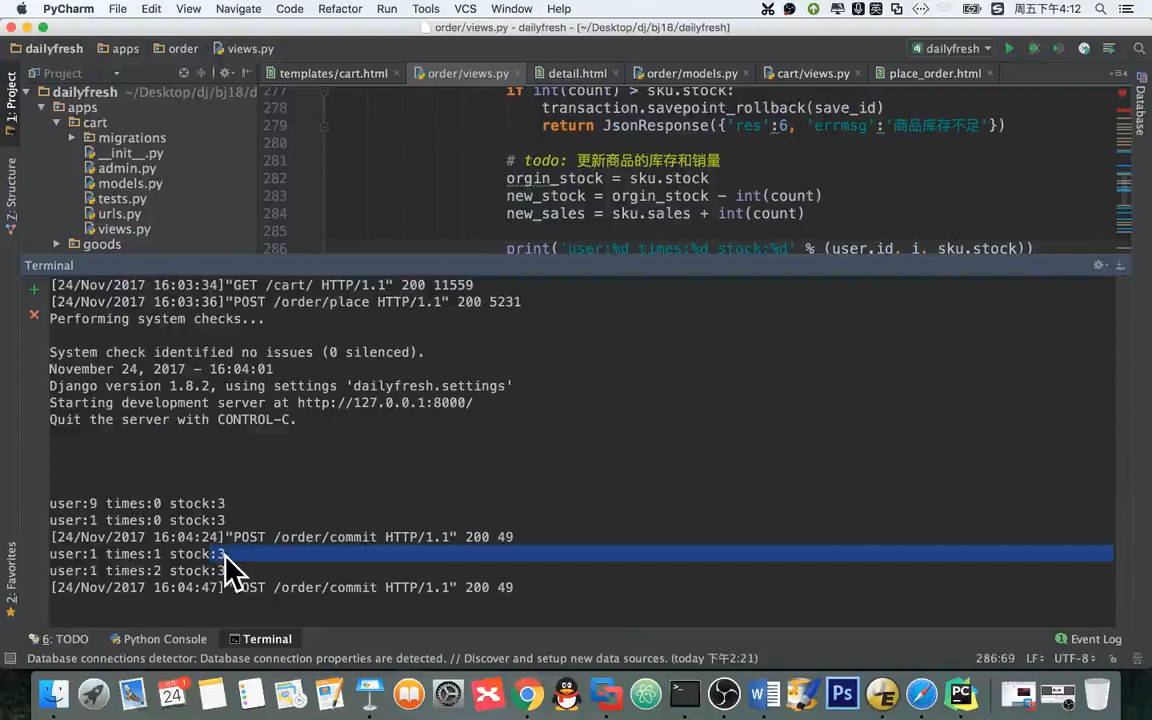 PyCharm File Edit View Navigate Code Refactor Run Tools VCS Window Help 周五下午4:12
order/views.py - dailyfresh - [~/Desktop/dj/bj18/dailyfresh]
dailyfresh apps order views.py dailyfresh
Project templates/cart.html order/views.py detail.html order/models.py cart/views.py place_order.html
dailyfresh ~/Desktop/dj/bj18/d
apps
cart
migrations
__init__.py
admin.py
models.py
tests.py
urls.py
views.py
goods
277 if int(count) > sku.stock:
278 transaction.savepoint_rollback(save_id)
279 return JsonResponse({'res':6, 'errmsg':'商品库存不足'})
280
281 # todo: 更新商品的库存和销量
282 orgin_stock = sku.stock
283 new_stock = orgin_stock - int(count)
284 new_sales = sku.sales + int(count)
285
286 print('user:%d times:%d stock:%d' % (user.id, i, sku.stock))
1: Project
Z: Structure
2: Favorites
Database
Terminal
[24/Nov/2017 16:03:34]"GET /cart/ HTTP/1.1" 200 11559
[24/Nov/2017 16:03:36]"POST /order/place HTTP/1.1" 200 5231
Performing system checks...
System check identified no issues (0 silenced).
November 24, 2017 - 16:04:01
Django version 1.8.2, using settings 'dailyfresh.settings'
Starting development server at http://127.0.0.1:8000/
Quit the server with CONTROL-C.
user:9 times:0 stock:3
user:1 times:0 stock:3
[24/Nov/2017 16:04:24]"POST /order/commit HTTP/1.1" 200 49
user:1 times:1 stock:3
user:1 times:2 stock:3
[24/Nov/2017 16:04:47]"POST /order/commit HTTP/1.1" 200 49
6: TODO Python Console Terminal 1 Event Log
Database connections detector: Database connection properties are detected. // Discover and setup new data sources. (today 下午2:21) 286:69 LF÷ UTF-8÷